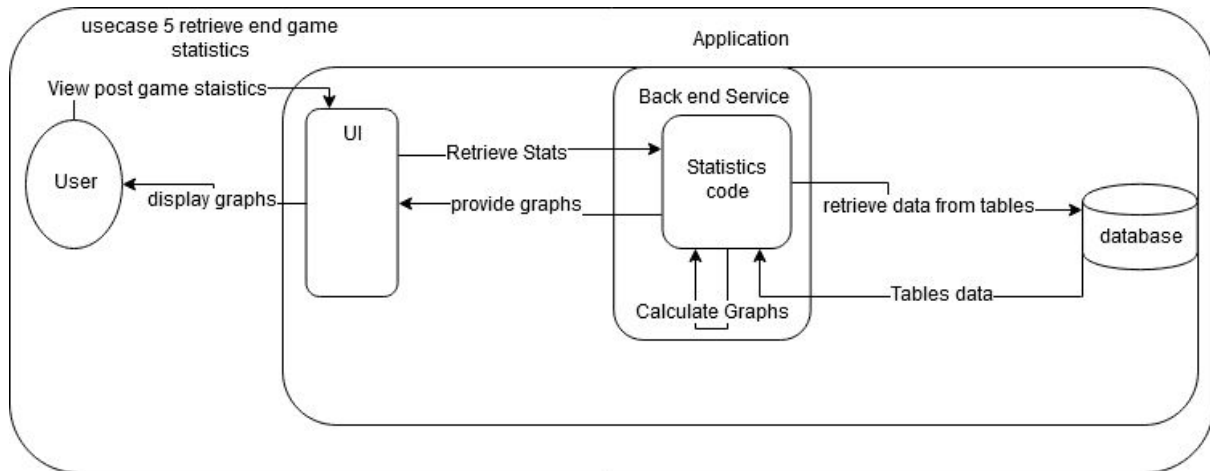 usecase 5 retrieve end game
statistics
Application
View post game staistics
Back end Service
UI
User
Retrieve Stats
Statistics
code
display graphs
provide graphs
retrieve data from tables
database
Tables data
Calculate Graphs